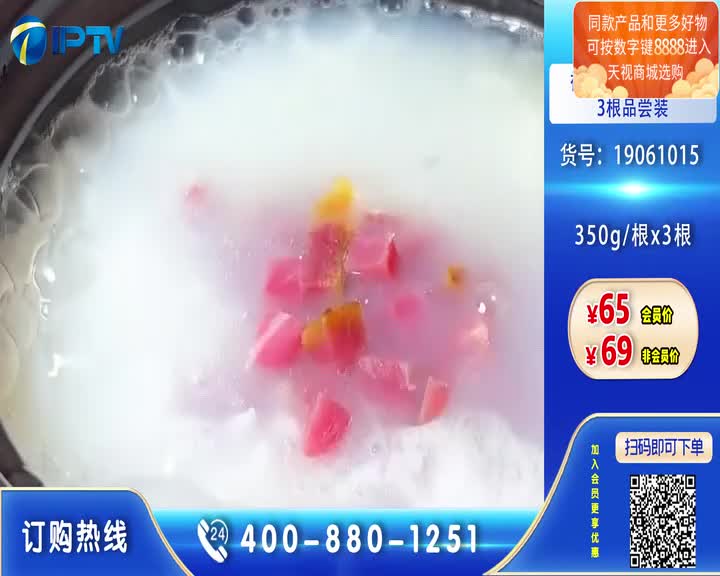 IPTV
同款产品和更多好物
可按数字键8888进入
天视商城选购
3根品尝装
货号：19061015
350g/根x3根
¥65 会员价
¥69 非会员价
加入会员更享优惠
扫码即可下单
订购热线
24
400-880-1251